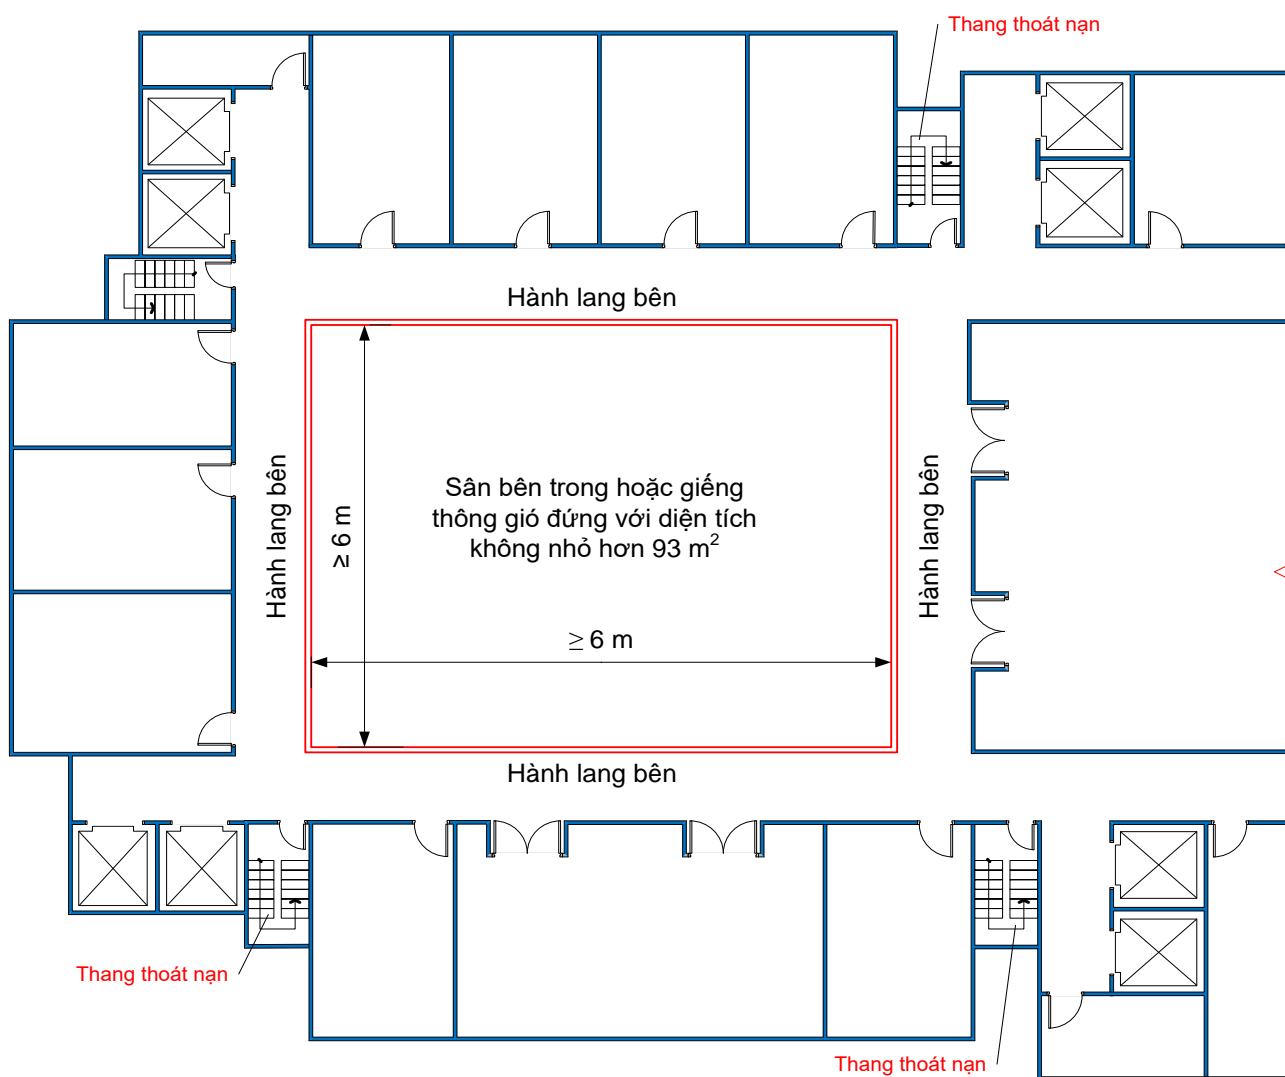 Thang thoát nạn
Hành lang bên
Hành lang bên
≥ 6 m
Sân bên trong hoặc giếng
thông gió đứng với diện tích
không nhỏ hơn 93 m²
Hành lang bên
≥ 6 m
Hành lang bên
Thang thoát nạn
Thang thoát nạn